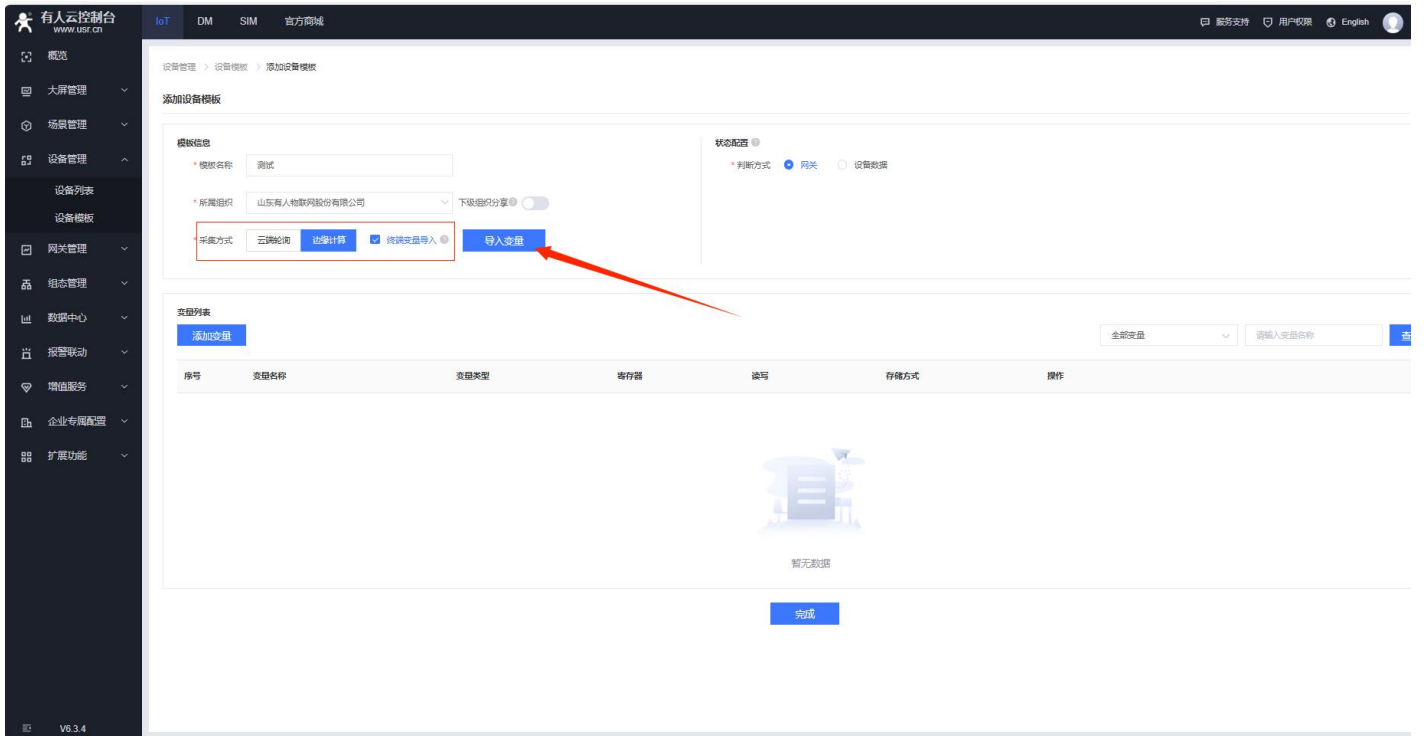 有人云控制台
www.usr.cn
IoT DM SIM 官方商城
服务支持 用户权限 English
概览
大屏管理
场景管理
设备管理
设备列表
设备模板
网关管理
组态管理
数据中心
报警联动
增值服务
企业专属配置
扩展功能
V6.3.4
设备管理 > 设备模板 > 添加设备模板
添加设备模板
模板信息
* 模板名称 测试
* 所属组织 山东有人物联网股份有限公司 下级组织分享
* 采集方式 云端轮询 边缘计算 终端变量导入 导入变量
状态配置
* 判断方式 网关 设备数据
变量列表
添加变量
全部变量 请输入变量名称 查
序号 变量名称 变量类型 寄存器 读写 存储方式 操作
暂无数据
完成